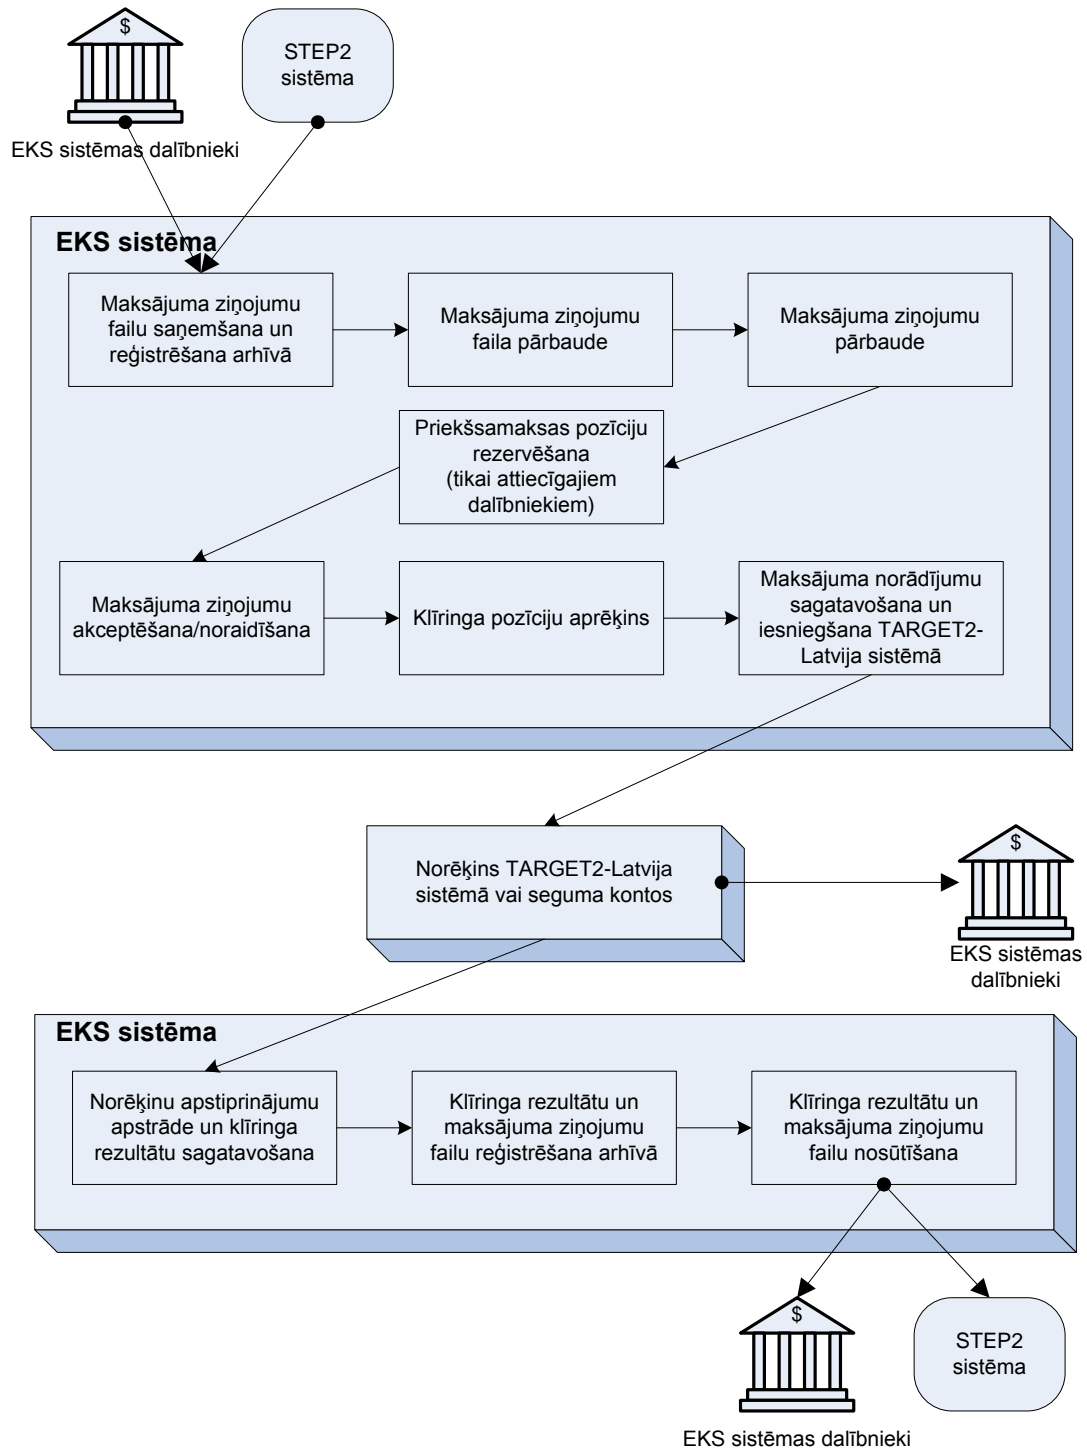 $
STEP2
sistēma
EKS sistēmas dalībnieki
EKS sistēma
Maksājuma ziņojumu
failu saņemšana un
reģistrēšana arhīvā
Maksājuma ziņojumu
faila pārbaude
Maksājuma ziņojumu
pārbaude
Priekšsamaksas pozīciju
rezervēšana
(tikai attiecīgajiem
dalībniekiem)
Maksājuma ziņojumu
akceptēšana/noraidīšana
Klīringa pozīciju aprēķins
Maksājuma norādījumu
sagatavošana un
iesniegšana TARGET2-
Latvija sistēmā
Norēķins TARGET2-Latvija
sistēmā vai seguma kontos
$
EKS sistēmas
dalībnieki
EKS sistēma
Norēķinu apstiprinājumu
apstrāde un klīringa
rezultātu sagatavošana
Klīringa rezultātu un
maksājuma ziņojumu
failu reģistrēšana arhīvā
Klīringa rezultātu un
maksājuma ziņojumu
failu nosūtīšana
$
EKS sistēmas dalībnieki
STEP2
sistēma